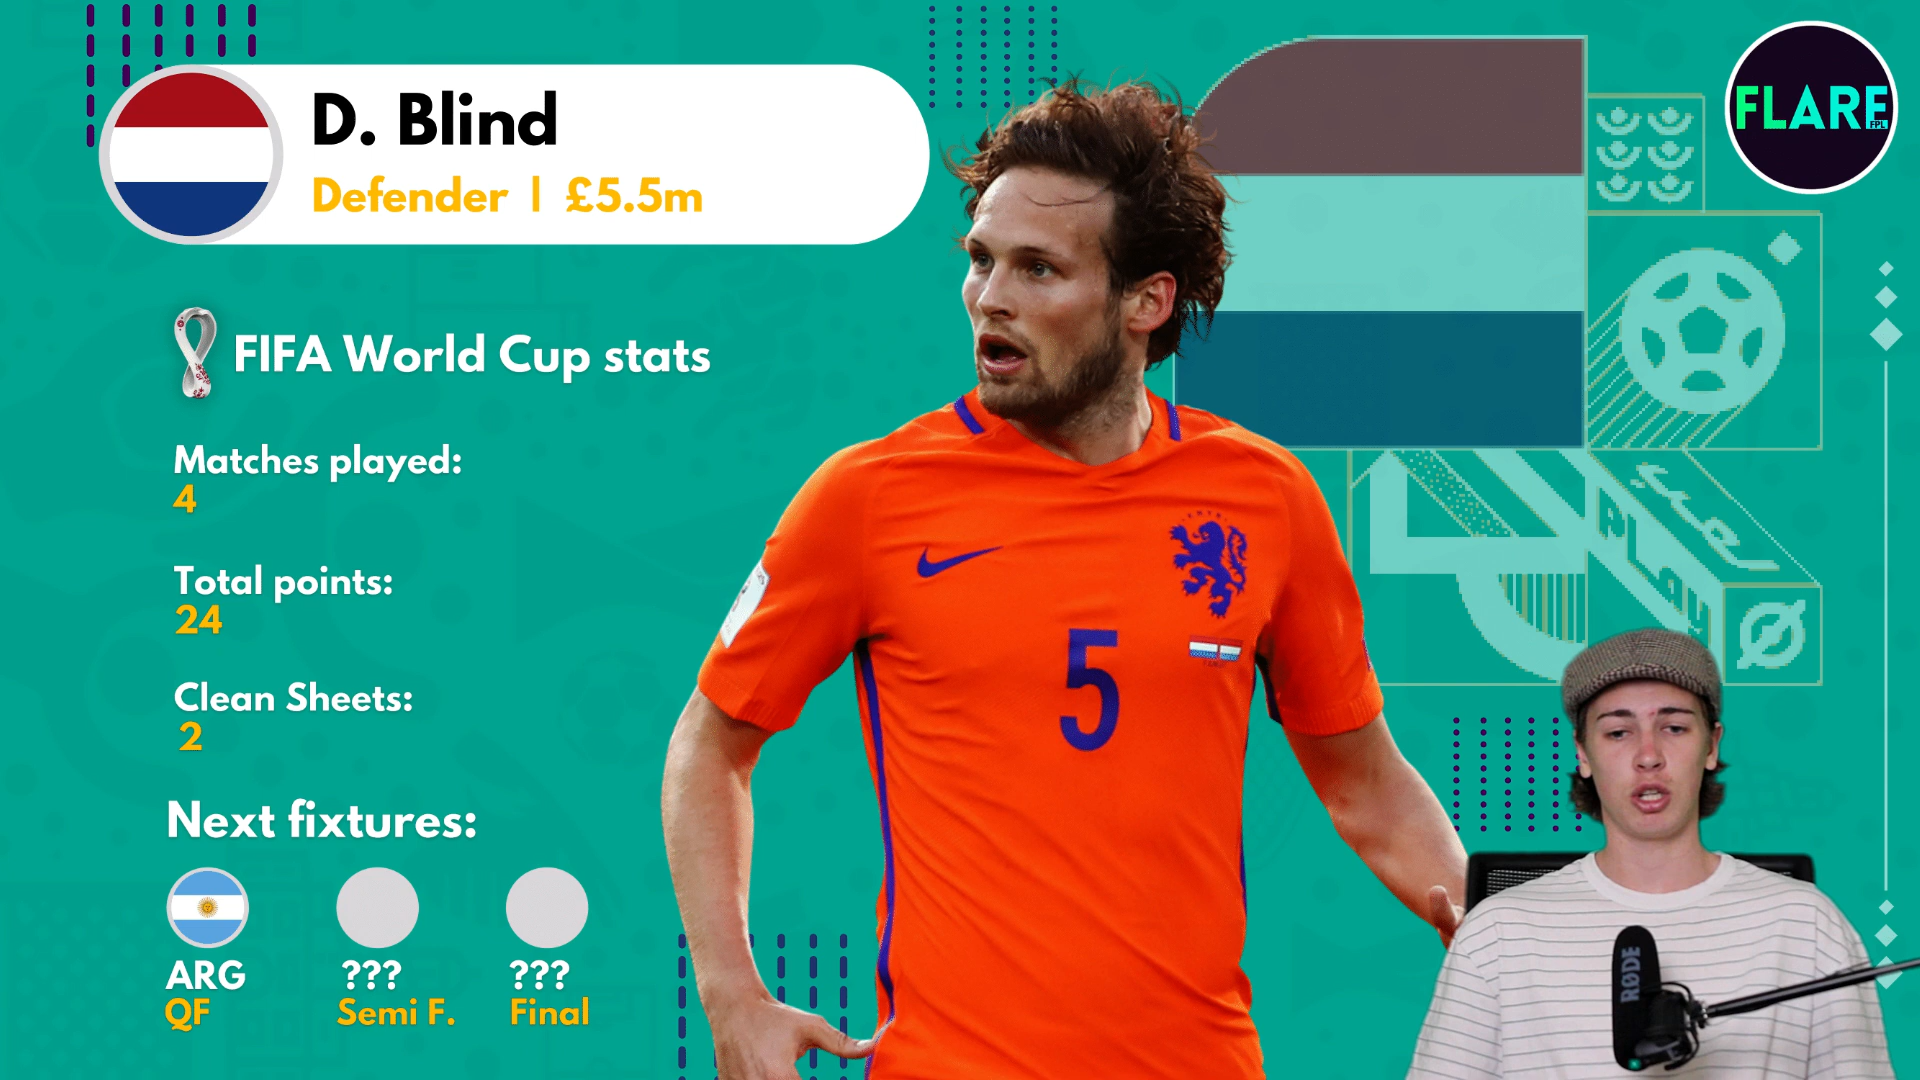 D. Blind
Defender | £5.5m
FLARE
FPL
FIFA World Cup stats
Matches played:
4
Total points:
24
Clean Sheets:
2
5
Next fixtures:
ARG
QF
???
Semi F.
???
Final
RØDE